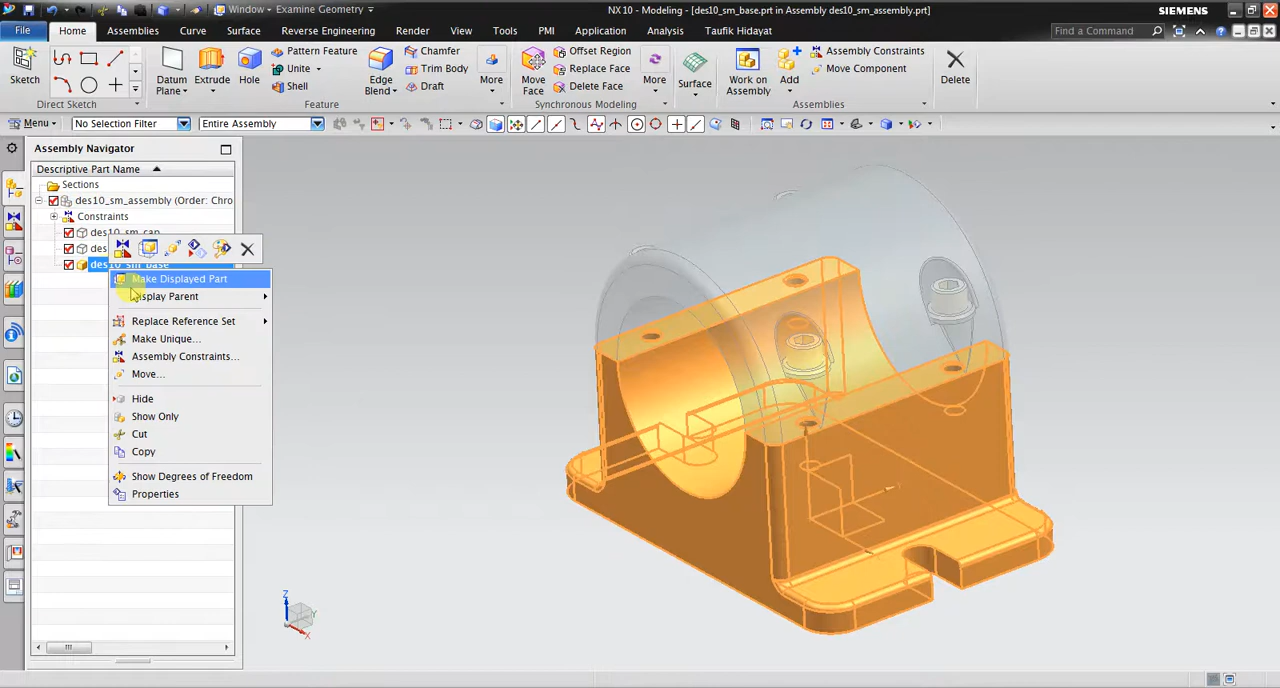 Window
Examine Geometry
NX 10 - Modeling - [des10_sm_base.prt in Assembly des10_sm_assembly.prt]
SIEMENS
File
Home
Assemblies
Curve
Surface
Reverse Engineering
Render
View
Tools
PMI
Application
Analysis
Taufik Hidayat
Find a Command
Sketch
Direct Sketch
Datum Plane
Extrude
Hole
Pattern Feature
Unite
Shell
Edge Blend
Chamfer
Trim Body
Draft
More
Feature
Move Face
Offset Region
Replace Face
Delete Face
More
Synchronous Modeling
Surface
Work on Assembly
Add
Assembly Constraints
Move Component
Assemblies
Delete
Menu
No Selection Filter
Entire Assembly
Assembly Navigator
Descriptive Part Name
Sections
des10_sm_assembly (Order: Chro
Constraints
des10_sm_cap
des
des10_sm_base
Make Displayed Part
Display Parent
Replace Reference Set
Make Unique...
Assembly Constraints...
Move...
Hide
Show Only
Cut
Copy
Show Degrees of Freedom
Properties
Z
Y
X